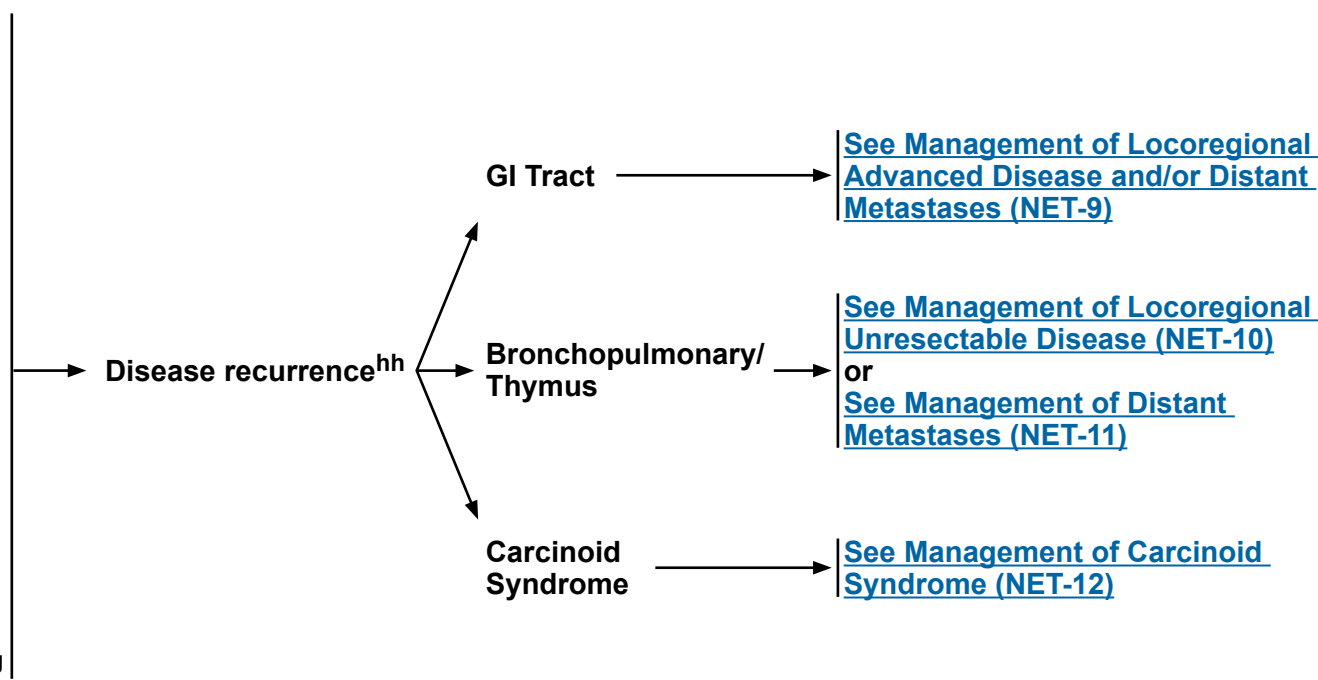 GI Tract
See Management of Locoregional
Advanced Disease and/or Distant
Metastases (NET-9)
Disease recurrencehh
Bronchopulmonary/
Thymus
See Management of Locoregional
Unresectable Disease (NET-10)
or
See Management of Distant
Metastases (NET-11)
Carcinoid
Syndrome
See Management of Carcinoid
Syndrome (NET-12)